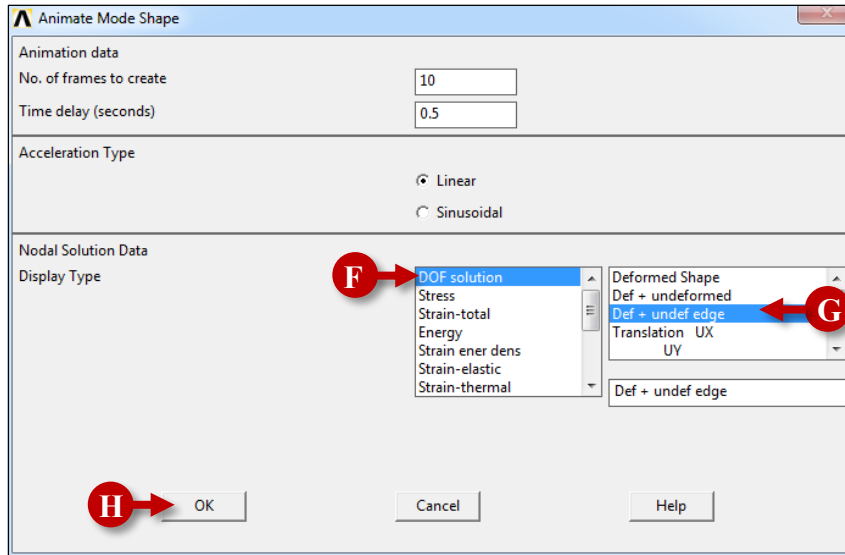 Animate Mode Shape
Animation data
No. of frames to create 10
Time delay (seconds) 0.5
Acceleration Type
Linear
Sinusoidal
Nodal Solution Data
Display Type
F
DOF solution
Stress
Strain-total
Energy
Strain ener dens
Strain-elastic
Strain-thermal
Deformed Shape
Def + undeformed
Def + undef edge
Translation UX
UY
G
Def + undef edge
H
OK Cancel Help